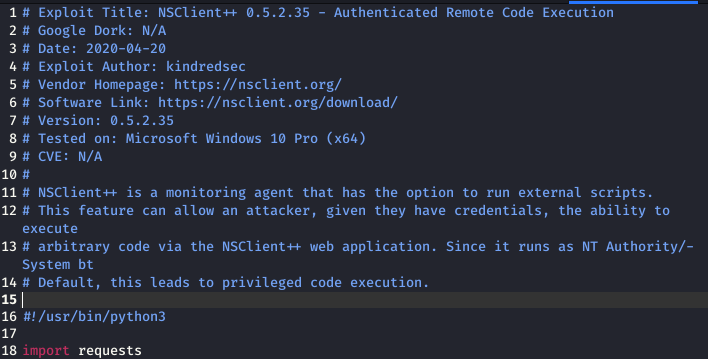 1 # Exploit Title: NSClient++ 0.5.2.35 - Authenticated Remote Code Execution
2 # Google Dork: N/A
3 # Date: 2020-04-20
4 # Exploit Author: kindredsec
5 # Vendor Homepage: https://nsclient.org/
6 # Software Link: https://nsclient.org/download/
7 # Version: 0.5.2.35
8 # Tested on: Microsoft Windows 10 Pro (x64)
9 # CVE: N/A
10 #
11 # NSClient++ is a monitoring agent that has the option to run external scripts.
12 # This feature can allow an attacker, given they have credentials, the ability to
execute
13 # arbitrary code via the NSClient++ web application. Since it runs as NT Authority/-
System bt
14 # Default, this leads to privileged code execution.
15
16 #!/usr/bin/python3
17
18 import requests